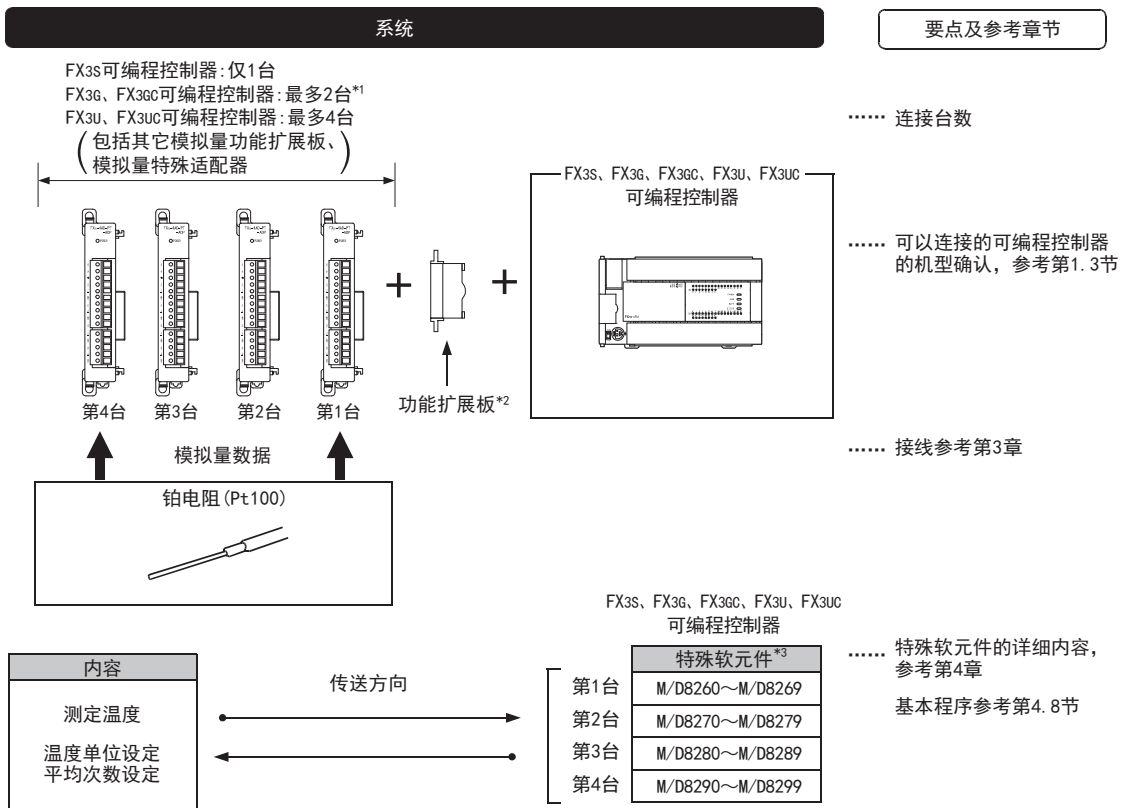 系统
要点及参考章节
FX3S可编程控制器:仅1台
FX3G、FX3GC可编程控制器:最多2台*1
FX3U、FX3UC可编程控制器:最多4台
(包括其它模拟量功能扩展板、
模拟量特殊适配器)
…… 连接台数
FX3S、FX3G、FX3GC、FX3U、FX3UC
可编程控制器
…… 可以连接的可编程控制器
的机型确认，参考第1.3节
+
+
第4台
第3台
第2台
第1台
功能扩展板*2
模拟量数据
…… 接线参考第3章
铂电阻(Pt100)
FX3S、FX3G、FX3GC、FX3U、FX3UC
可编程控制器
内容
传送方向
特殊软元件*3
…… 特殊软元件的详细内容，
参考第4章
基本程序参考第4.8节
测定温度
温度单位设定
平均次数设定
第1台 M/D8260～M/D8269
第2台 M/D8270～M/D8279
第3台 M/D8280～M/D8289
第4台 M/D8290～M/D8299